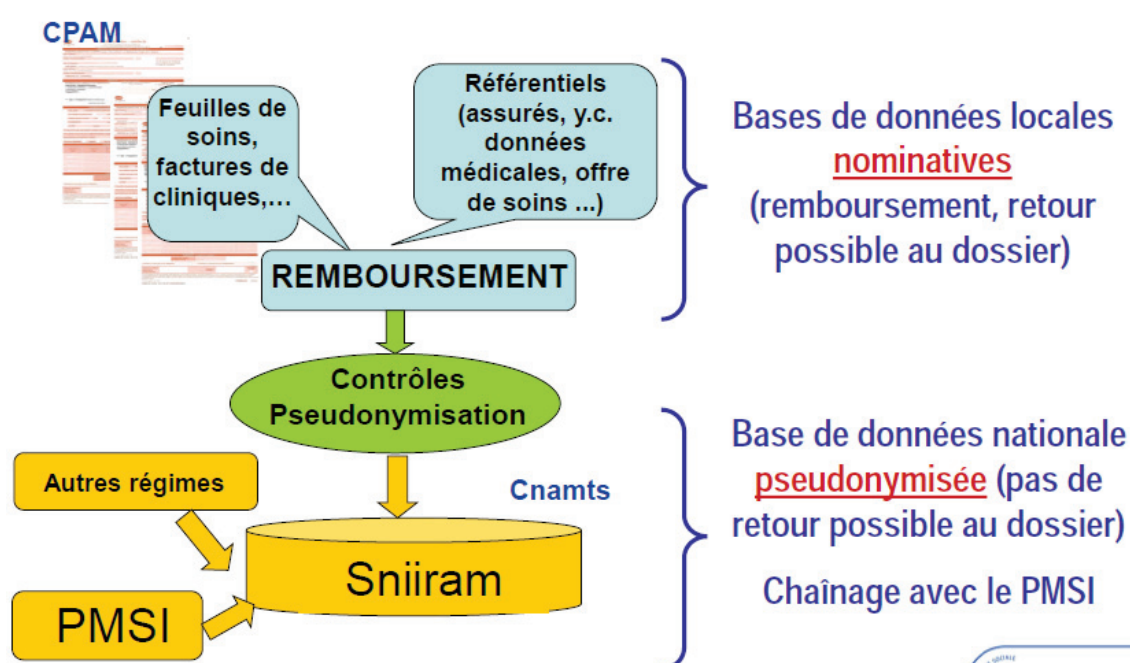 CPAM
Feuilles de
soins,
factures de
cliniques,...
Référentiels
(assurés, y.c.
données
médicales, offre
de soins ...)
REMBOURSEMENT
Bases de données locales
nominatives
(remboursement, retour
possible au dossier)
Contrôles
Pseudonymisation
Autres régimes
Cnamts
Sniiram
PMSI
Base de données nationale
pseudonymisée (pas de
retour possible au dossier)
Chaînage avec le PMSI